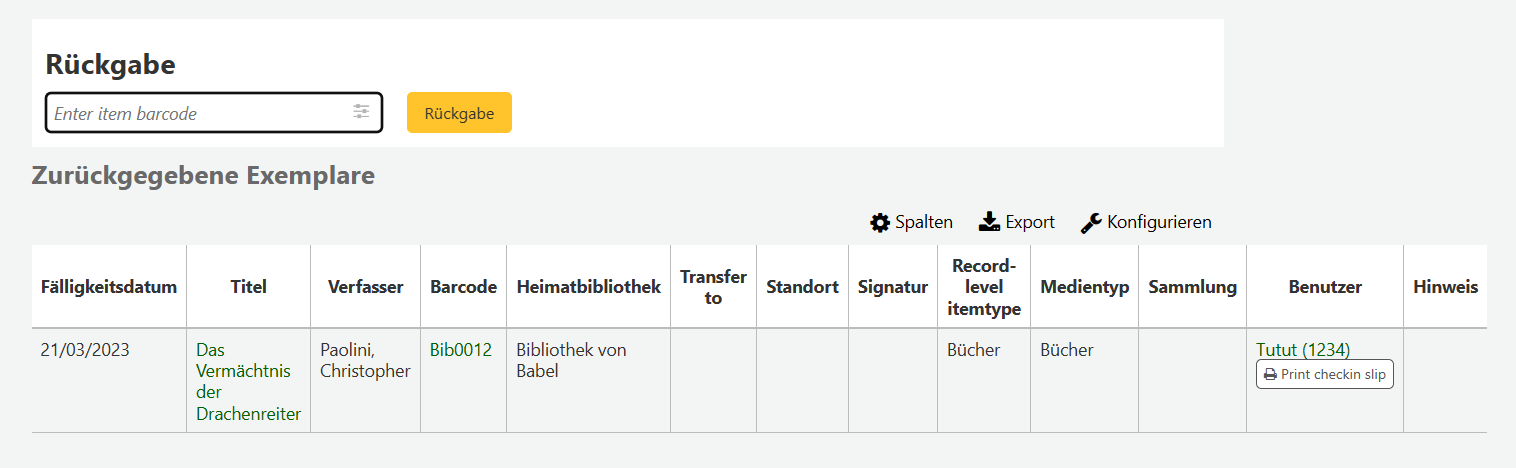 Rückgabe
Enter item barcode
Rückgabe
Zurückgegebene Exemplare
Spalten Export Konfigurieren
Fälligkeitsdatum Titel Verfasser Barcode Heimatbibliothek Transfer to Standort Signatur Record-level itemtype Medientyp Sammlung Benutzer Hinweis
21/03/2023 Das Vermächtnis der Drachenreiter Paolini, Christopher Bib0012 Bibliothek von Babel Bücher Bücher Tutut (1234)
Print checkin slip